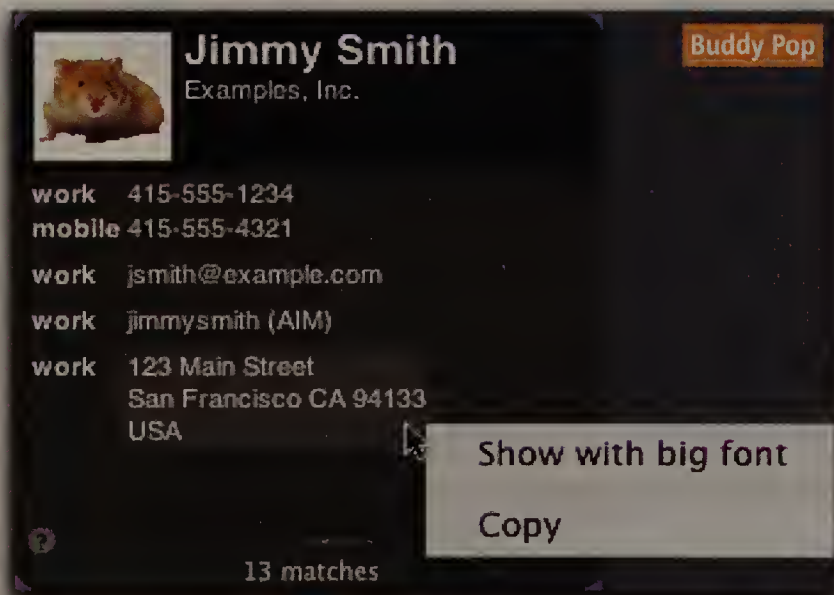 Jimmy Smith
Examples, Inc.
Buddy Pop
work 415-555-1234
mobile 415-555-4321
work jsmith@example.com
work jimmysmith (AIM)
work 123 Main Street
San Francisco CA 94133
USA
Show with big font
Copy
?
13 matches